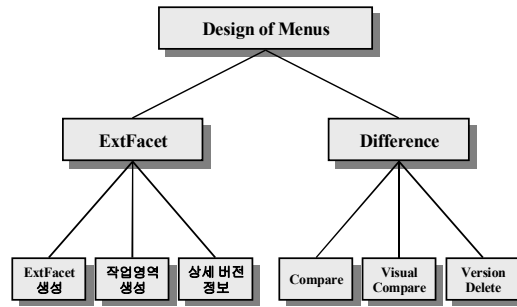 Design of Menus
ExtFacet
Difference
ExtFacet
생성
작업영역
생성
상세 버전
정보
Compare
Visual
Compare
Version
Delete